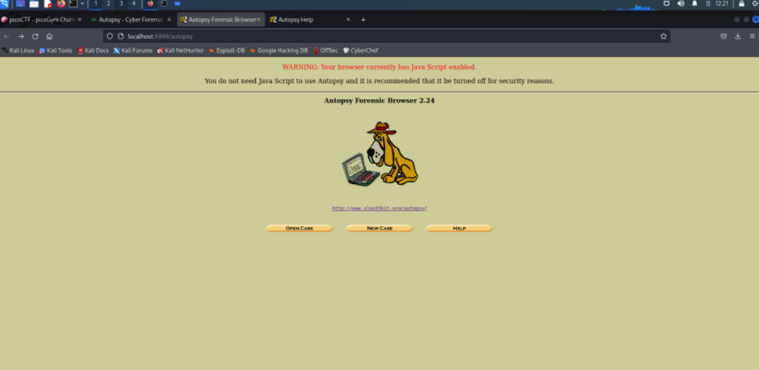 1 2 3 4 12:21
picoCTF - picoGym Chall Autopsy - Cyber Forensic Autopsy Forensic Browser Autopsy Help
localhost:9999/autopsy
Kali Linux Kali Tools Kali Docs Kali Forums Kali NetHunter Exploit-DB Google Hacking DB OffSec CyberChef
WARNING: Your browser currently has Java Script enabled.
You do not need Java Script to use Autopsy and it is recommended that it be turned off for security reasons.
Autopsy Forensic Browser 2.24
http://www.sleuthkit.org/autopsy/
OPEN CASE NEW CASE HELP